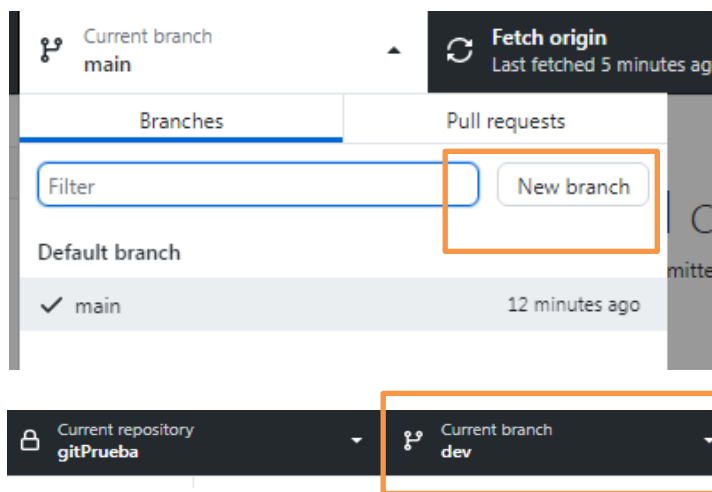 Current branch
main
Fetch origin
Last fetched 5 minutes ag
Branches
Pull requests
Filter
New branch
Default branch
mitte
main
12 minutes ago
Current repository
gitPrueba
Current branch
dev